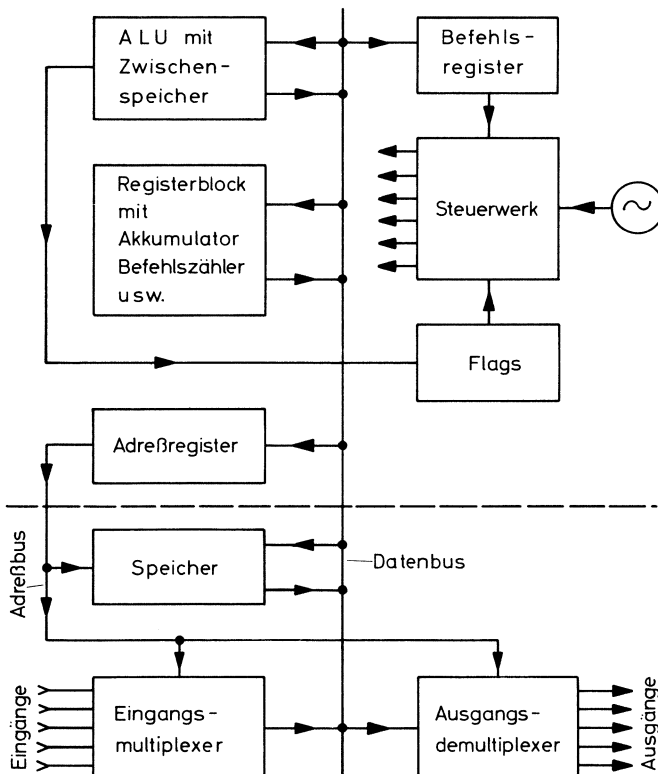 ALU mit
Zwischen-
speicher
Befehls-
register
Registerblock
mit
Akkumulator
Befehlszähler
usw.
Steuerwerk
Flags
Adreßregister
Adreßbus
Speicher
Datenbus
Eingänge
Eingangs-
multiplexer
Ausgangs-
demultiplexer
Ausgänge